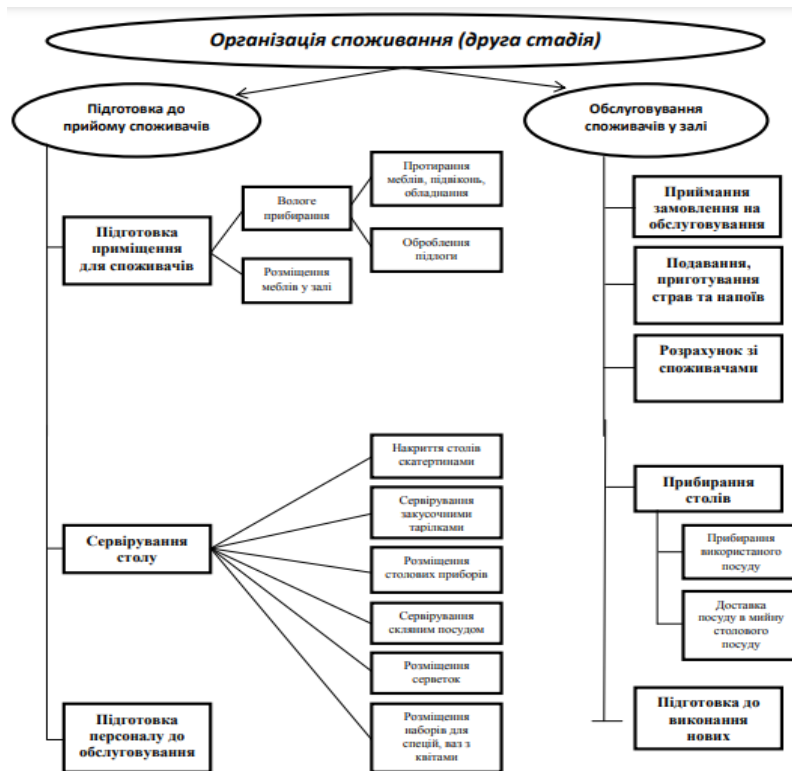 Організація споживання (друга стадія)
Підготовка до
прийому споживачів
Обслуговування
споживачів у залі
Підготовка
приміщення
для споживачів
Вологе
прибирання
Розміщення
меблів у залі
Протирання
меблів, підвіконь,
обладнання
Оброблення
підлоги
Сервірування
столу
Накриття столів
скатертинами
Сервірування
закусочними
тарілками
Розміщення
столових приборів
Сервірування
скляним посудом
Розміщення
серветок
Розміщення
наборів для
спецій, ваз з
квітами
Підготовка
персоналу до
обслуговування
Приймання
замовлення на
обслуговування
Подавання,
приготування
страв та напоїв
Розрахунок зі
споживачами
Прибирання
столів
Прибирання
використаного
посуду
Доставка
посуду в мийну
столового
посуду
Підготовка до
виконання
нових